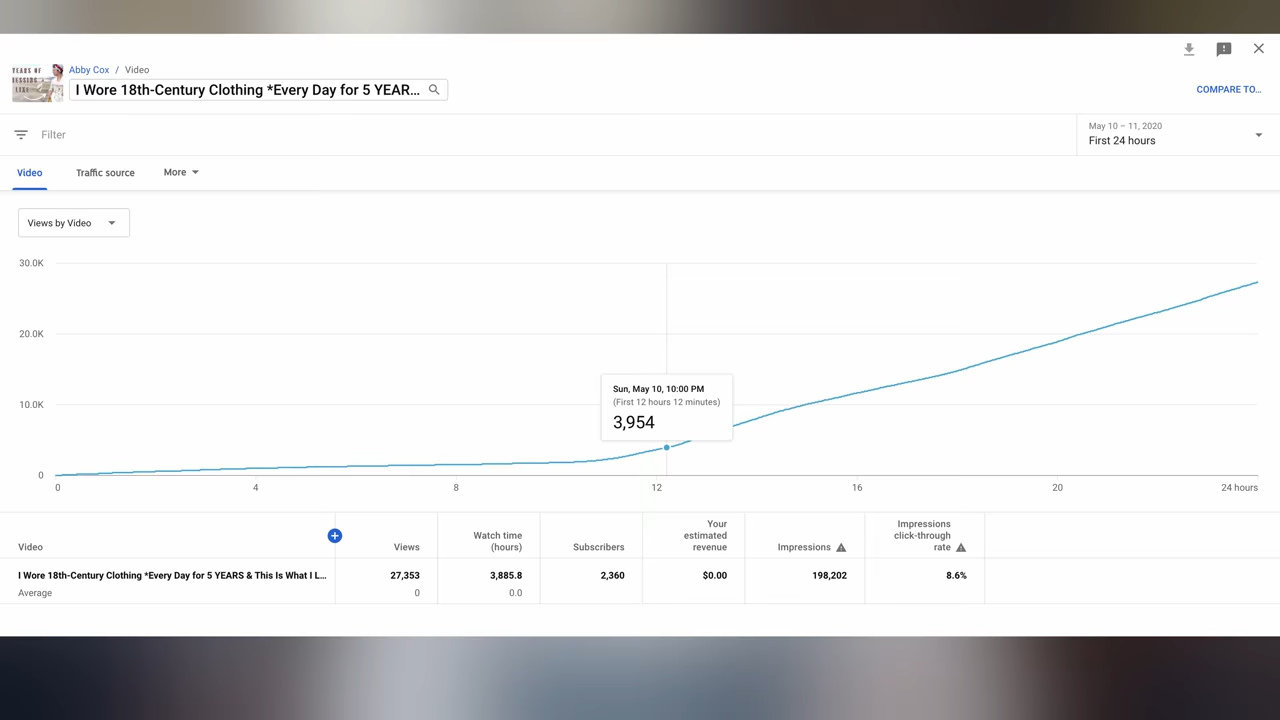 YEARS OF
Abby Cox / Video
I Wore 18th-Century Clothing *Every Day for 5 YEAR...
COMPARE TO...
Filter
May 10 – 11, 2020
First 24 hours
Video Traffic source More
Views by Video
30.0K
20.0K
10.0K
0
Sun, May 10, 10:00 PM
(First 12 hours 12 minutes)
3,954
0 4 8 12 16 20 24 hours
Video Views Watch time (hours) Subscribers Your estimated revenue Impressions Impressions click-through rate
I Wore 18th-Century Clothing *Every Day for 5 YEARS & This Is What I L... 27,353 3,885.8 2,360 $0.00 198,202 8.6%
Average 0 0.0